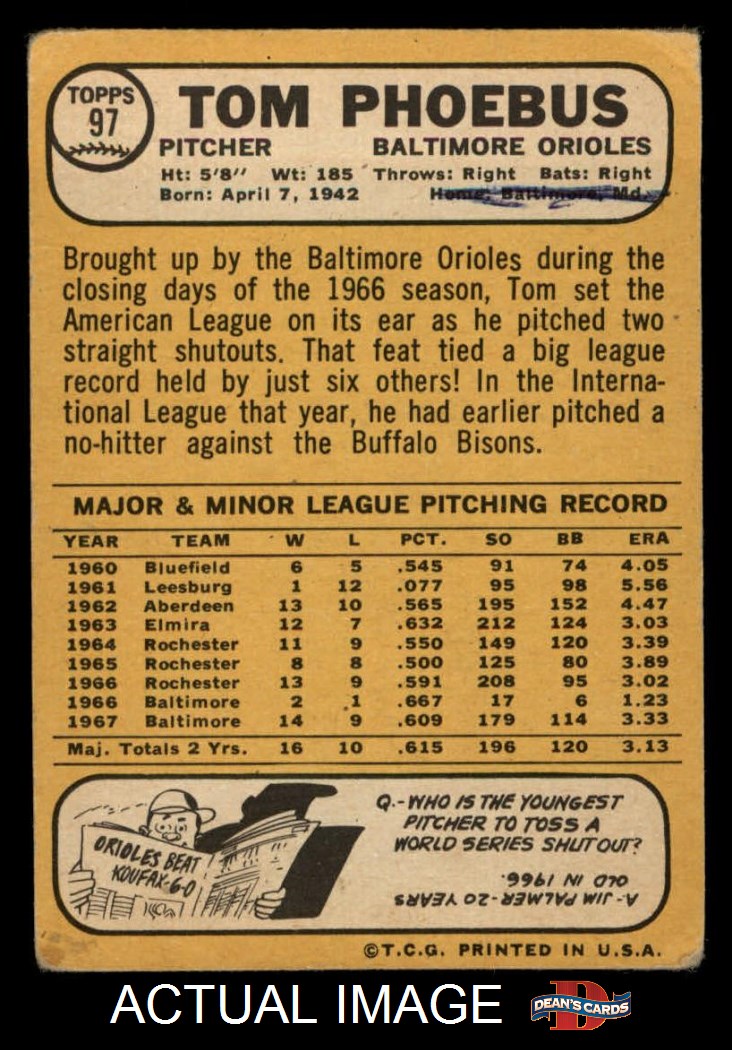 TOPPS
97
TOM PHOEBUS
PITCHER BALTIMORE ORIOLES
Ht: 5'8" Wt: 185 Throws: Right Bats: Right
Born: April 7, 1942 Home: Baltimore, Md.
Brought up by the Baltimore Orioles during the
closing days of the 1966 season, Tom set the
American League on its ear as he pitched two
straight shutouts. That feat tied a big league
record held by just six others! In the Interna-
tional League that year, he had earlier pitched a
no-hitter against the Buffalo Bisons.
MAJOR & MINOR LEAGUE PITCHING RECORD
YEAR TEAM W L PCT. SO BB ERA
1960 Bluefield 6 5 .545 91 74 4.05
1961 Leesburg 1 12 .077 95 98 5.56
1962 Aberdeen 13 10 .565 195 152 4.47
1963 Elmira 12 7 .632 212 124 3.03
1964 Rochester 11 9 .550 149 120 3.39
1965 Rochester 8 8 .500 125 80 3.89
1966 Rochester 13 9 .591 208 95 3.02
1966 Baltimore 2 1 .667 17 6 1.23
1967 Baltimore 14 9 .609 179 114 3.33
Maj. Totals 2 Yrs. 16 10 .615 196 120 3.13
ORIOLES BEAT
KOUFAX-6-0
Q.-WHO IS THE YOUNGEST
PITCHER TO TOSS A
WORLD SERIES SHUTOUT?
A- JIM PALMER-20 YEARS
OLD IN 1966.
©T.C.G. PRINTED IN U.S.A.
ACTUAL IMAGE
D
DEAN'S CARDS